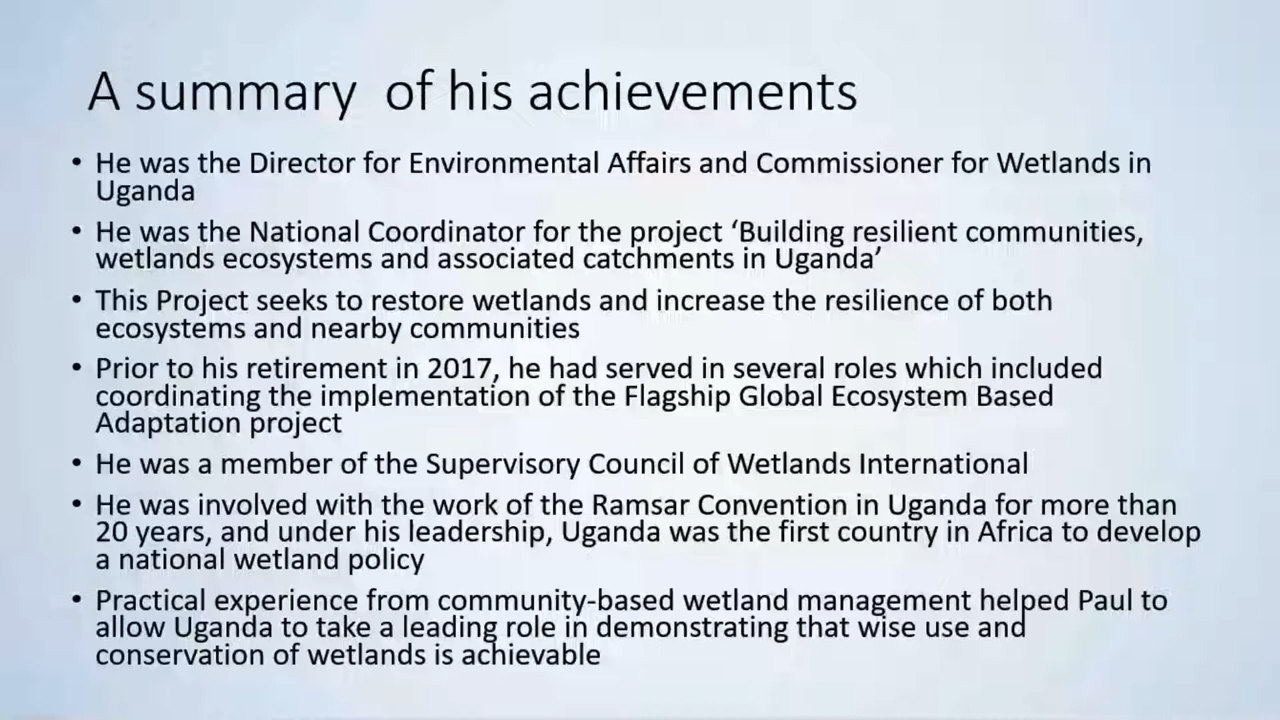 A summary  of his achievements
• He was the Director for Environmental Affairs and Commissioner for Wetlands in
Uganda
• He was the National Coordinator for the project ‘Building resilient communities,
wetlands ecosystems and associated catchments in Uganda’
• This Project seeks to restore wetlands and increase the resilience of both
ecosystems and nearby communities
• Prior to his retirement in 2017, he had served in several roles which included
coordinating the implementation of the Flagship Global Ecosystem Based
Adaptation project
• He was a member of the Supervisory Council of Wetlands International
• He was involved with the work of the Ramsar Convention in Uganda for more than
20 years, and under his leadership, Uganda was the first country in Africa to develop
a national wetland policy
• Practical experience from community-based wetland management helped Paul to
allow Uganda to take a leading role in demonstrating that wise use and
conservation of wetlands is achievable